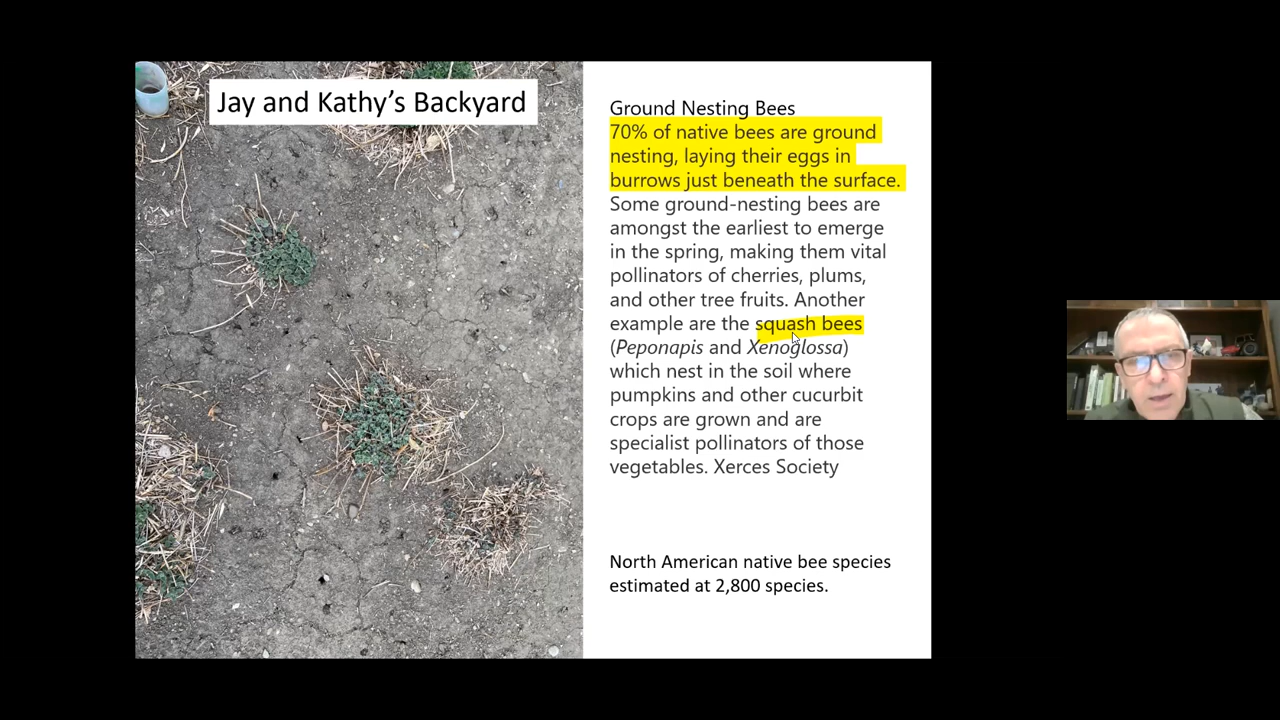 Jay and Kathy’s Backyard
Ground Nesting Bees
70% of native bees are ground
nesting, laying their eggs in
burrows just beneath the surface.
Some ground-nesting bees are
amongst the earliest to emerge
in the spring, making them vital
pollinators of cherries, plums,
and other tree fruits. Another
example are the squash bees
(Peponapis and Xenoglossa)
which nest in the soil where
pumpkins and other cucurbit
crops are grown and are
specialist pollinators of those
vegetables. Xerces Society
North American native bee species
estimated at 2,800 species.